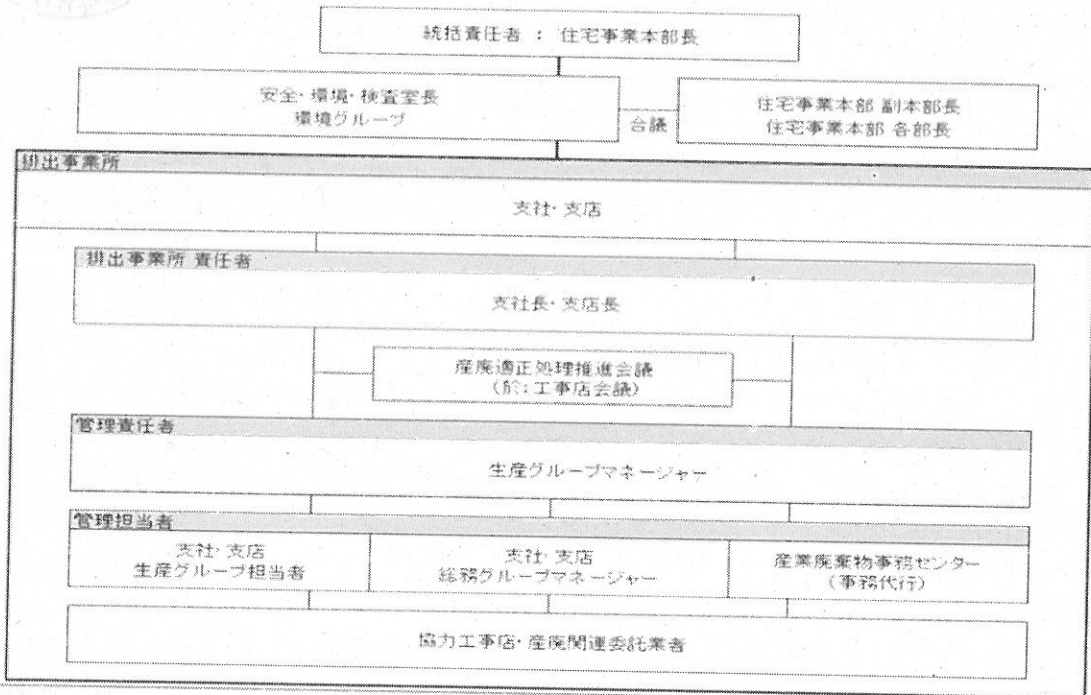 統括責任者 : 住宅事業本部長
安全・環境・検査室長
環境グループ
合議
住宅事業本部 副本部長
住宅事業本部 各部長
排出事業所
支社・支店
排出事業所 責任者
支社長・支店長
産廃適正処理推進会議
(於:工事店会議)
管理責任者
生産グループマネージャー
管理担当者
支社・支店
生産グループ担当者
支社・支店
総務グループマネージャー
産業廃棄物事務センター
(事務代行)
協力工事店・産廃関連委託業者